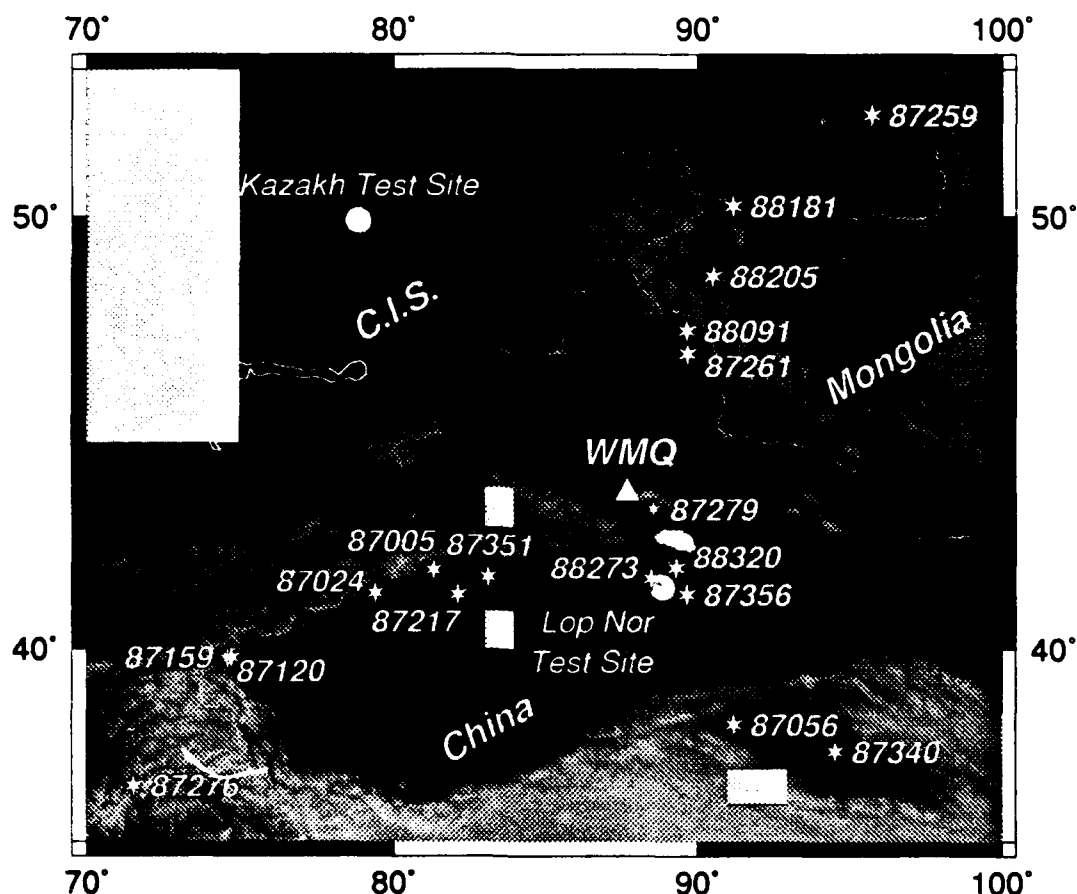 70° 80° 90° 100°
87259
Kazakh Test Site
88181
50° 50°
88205
C.I.S.
88091
87261
Mongolia
WMQ
87279
87005 87351
88320
88273
87024
87356
87217
Lop Nor
Test Site
40° 40°
87159
87120
China
87056
87340
87276
70° 80° 90° 100°